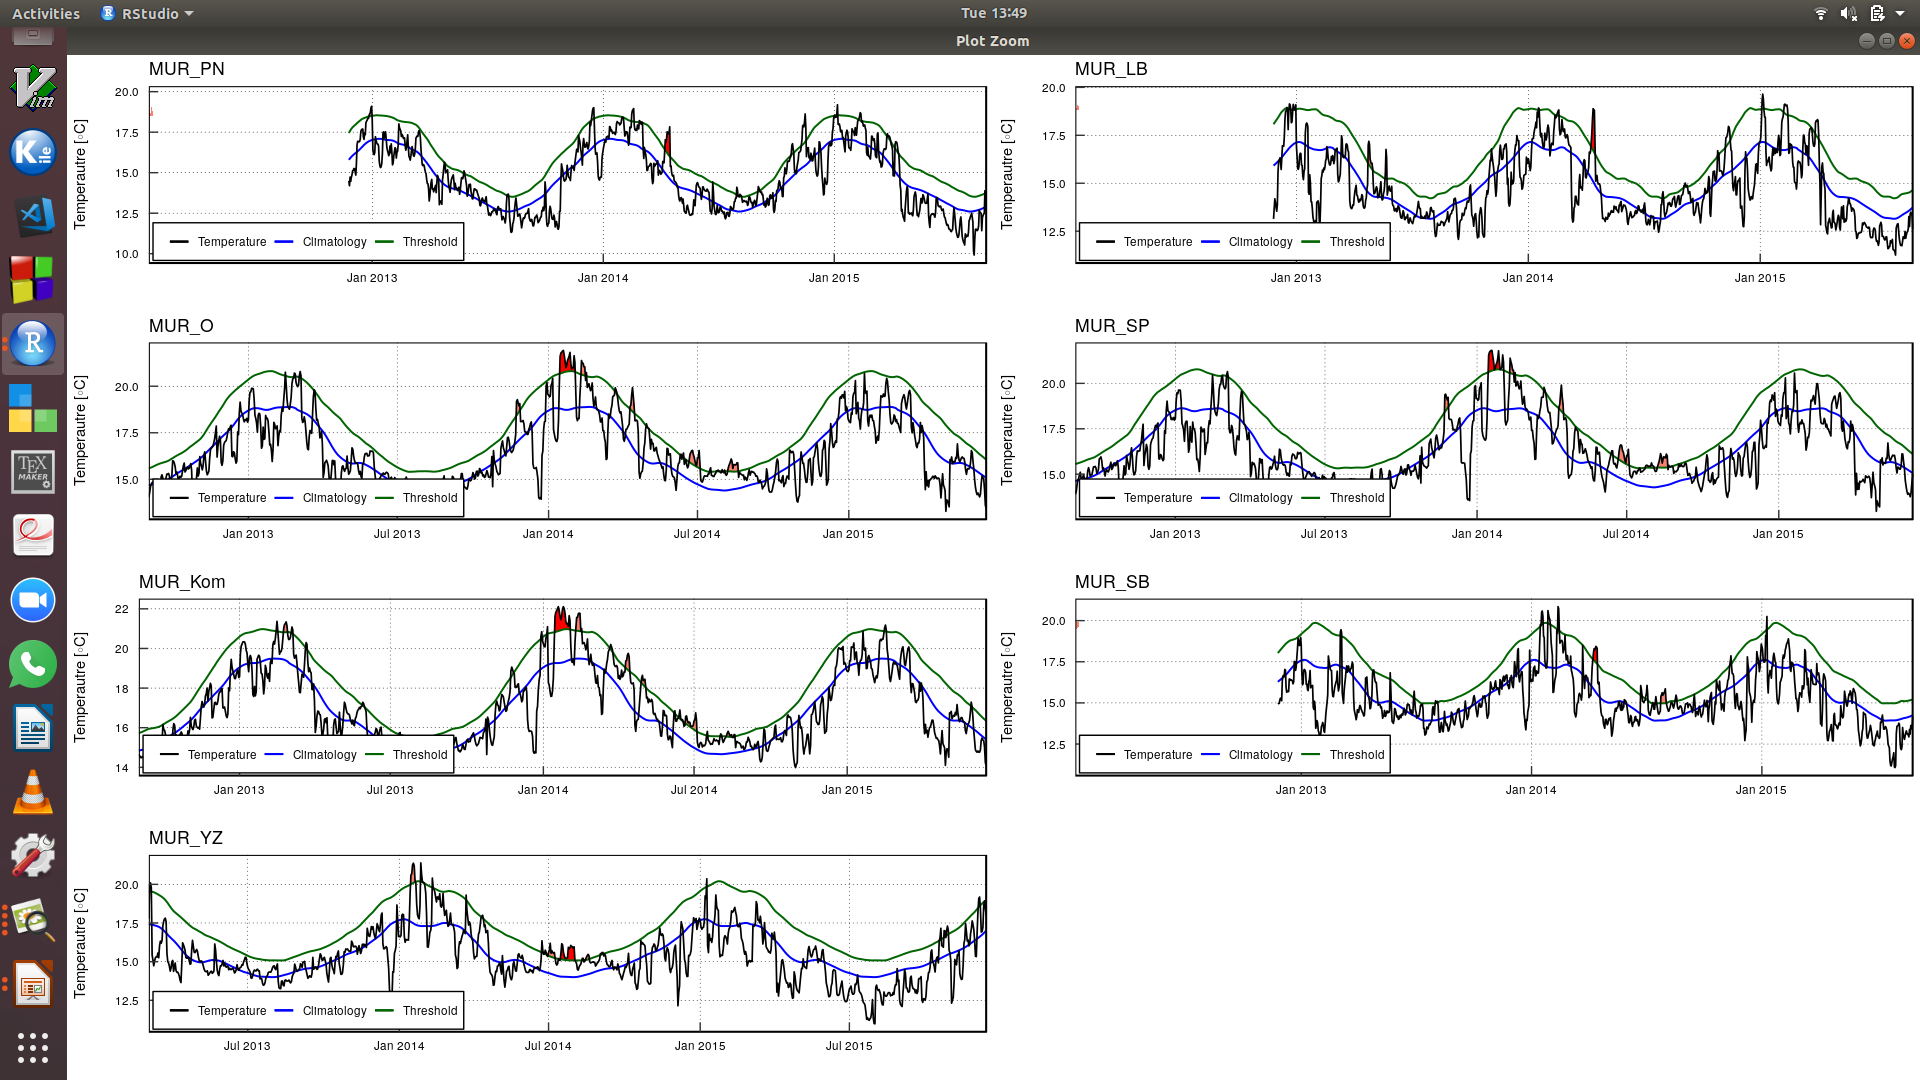 Activities RStudio Tue 13:49
Plot Zoom
MUR_PN
Temperautre [○C]
20.0
17.5
15.0
12.5
10.0
Temperature Climatology Threshold
Jan 2013 Jan 2014 Jan 2015
MUR_LB
Temperautre [○C]
20.0
17.5
15.0
12.5
Temperature Climatology Threshold
Jan 2013 Jan 2014 Jan 2015
MUR_O
Temperautre [○C]
20.0
17.5
15.0
Temperature Climatology Threshold
Jan 2013 Jul 2013 Jan 2014 Jul 2014 Jan 2015
MUR_SP
Temperautre [○C]
20.0
17.5
15.0
Temperature Climatology Threshold
Jan 2013 Jul 2013 Jan 2014 Jul 2014 Jan 2015
MUR_Kom
Temperautre [○C]
22
20
18
16
14
Temperature Climatology Threshold
Jan 2013 Jul 2013 Jan 2014 Jul 2014 Jan 2015
MUR_SB
Temperautre [○C]
20.0
17.5
15.0
12.5
Temperature Climatology Threshold
Jan 2013 Jan 2014 Jan 2015
MUR_YZ
Temperautre [○C]
20.0
17.5
15.0
12.5
Temperature Climatology Threshold
Jul 2013 Jan 2014 Jul 2014 Jan 2015 Jul 2015
Vim
Kile
R
TEX
MAKER